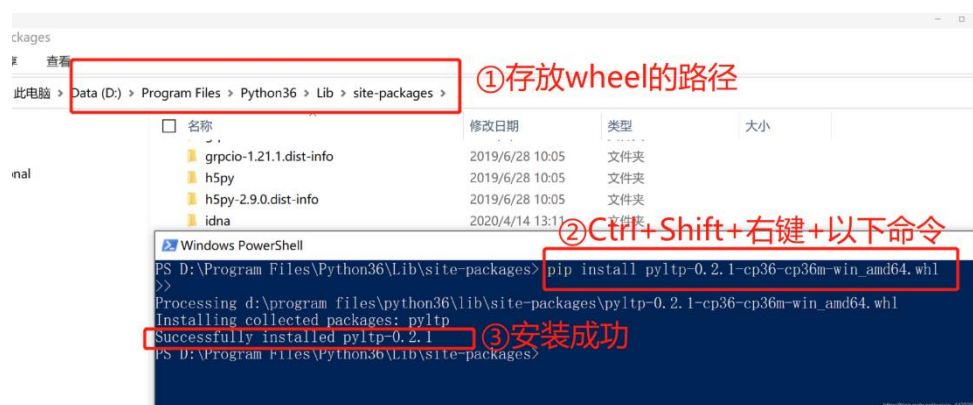 ckages
查看
①存放wheel的路径
此电脑 > Data (D:) > Program Files > Python36 > Lib > site-packages >
名称 修改日期 类型 大小
grpcio-1.21.1.dist-info 2019/6/28 10:05 文件夹
h5py 2019/6/28 10:05 文件夹
h5py-2.9.0.dist-info 2019/6/28 10:05 文件夹
onal
idna 2020/4/14 13:11 文件夹
②Ctrl+Shift+右键+以下命令
Windows PowerShell
PS D:\Program Files\Python36\Lib\site-packages> pip install pyltp-0.2.1-cp36-cp36m-win_amd64.whl
>>
Processing d:\program files\python36\lib\site-packages\pyltp-0.2.1-cp36-cp36m-win_amd64.whl
Installing collected packages: pyltp
Successfully installed pyltp-0.2.1
③安装成功
PS D:\Program Files\Python36\Lib\site-packages>